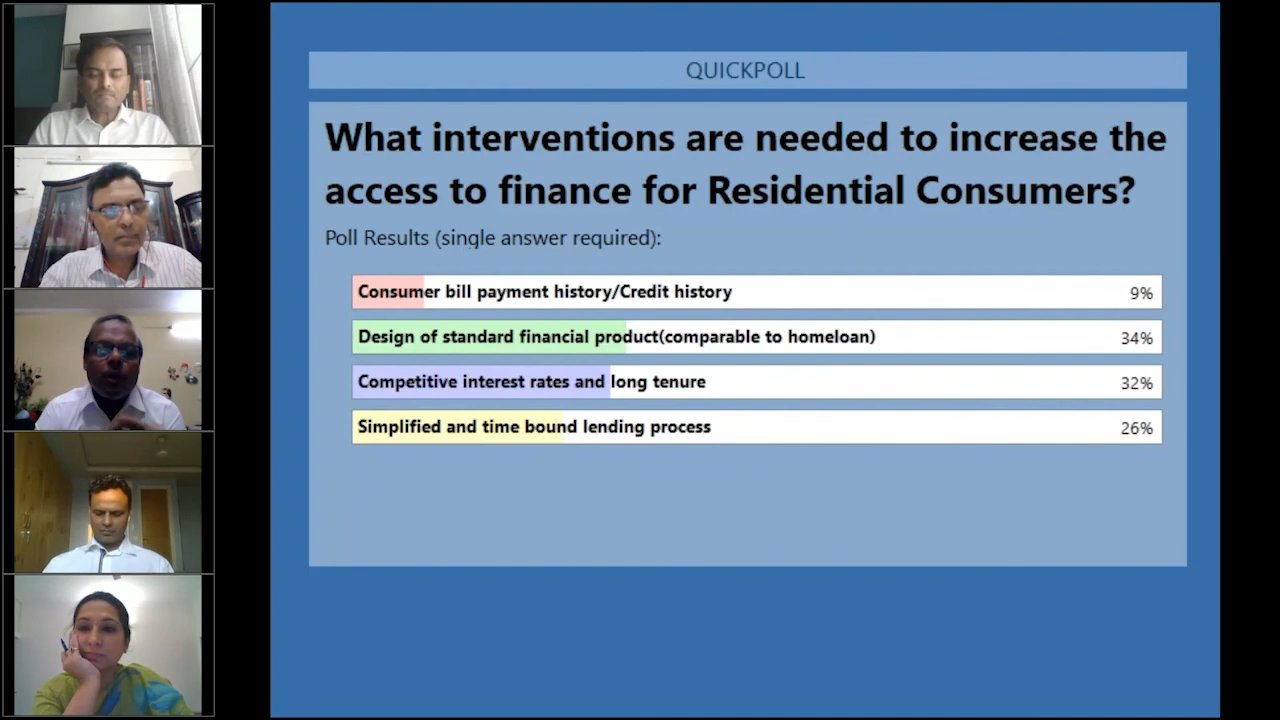 QUICKPOLL
What interventions are needed to increase the
access to finance for Residential Consumers?
Poll Results (single answer required):
Consumer bill payment history/Credit history 9%
Design of standard financial product(comparable to homeloan) 34%
Competitive interest rates and long tenure 32%
Simplified and time bound lending process 26%